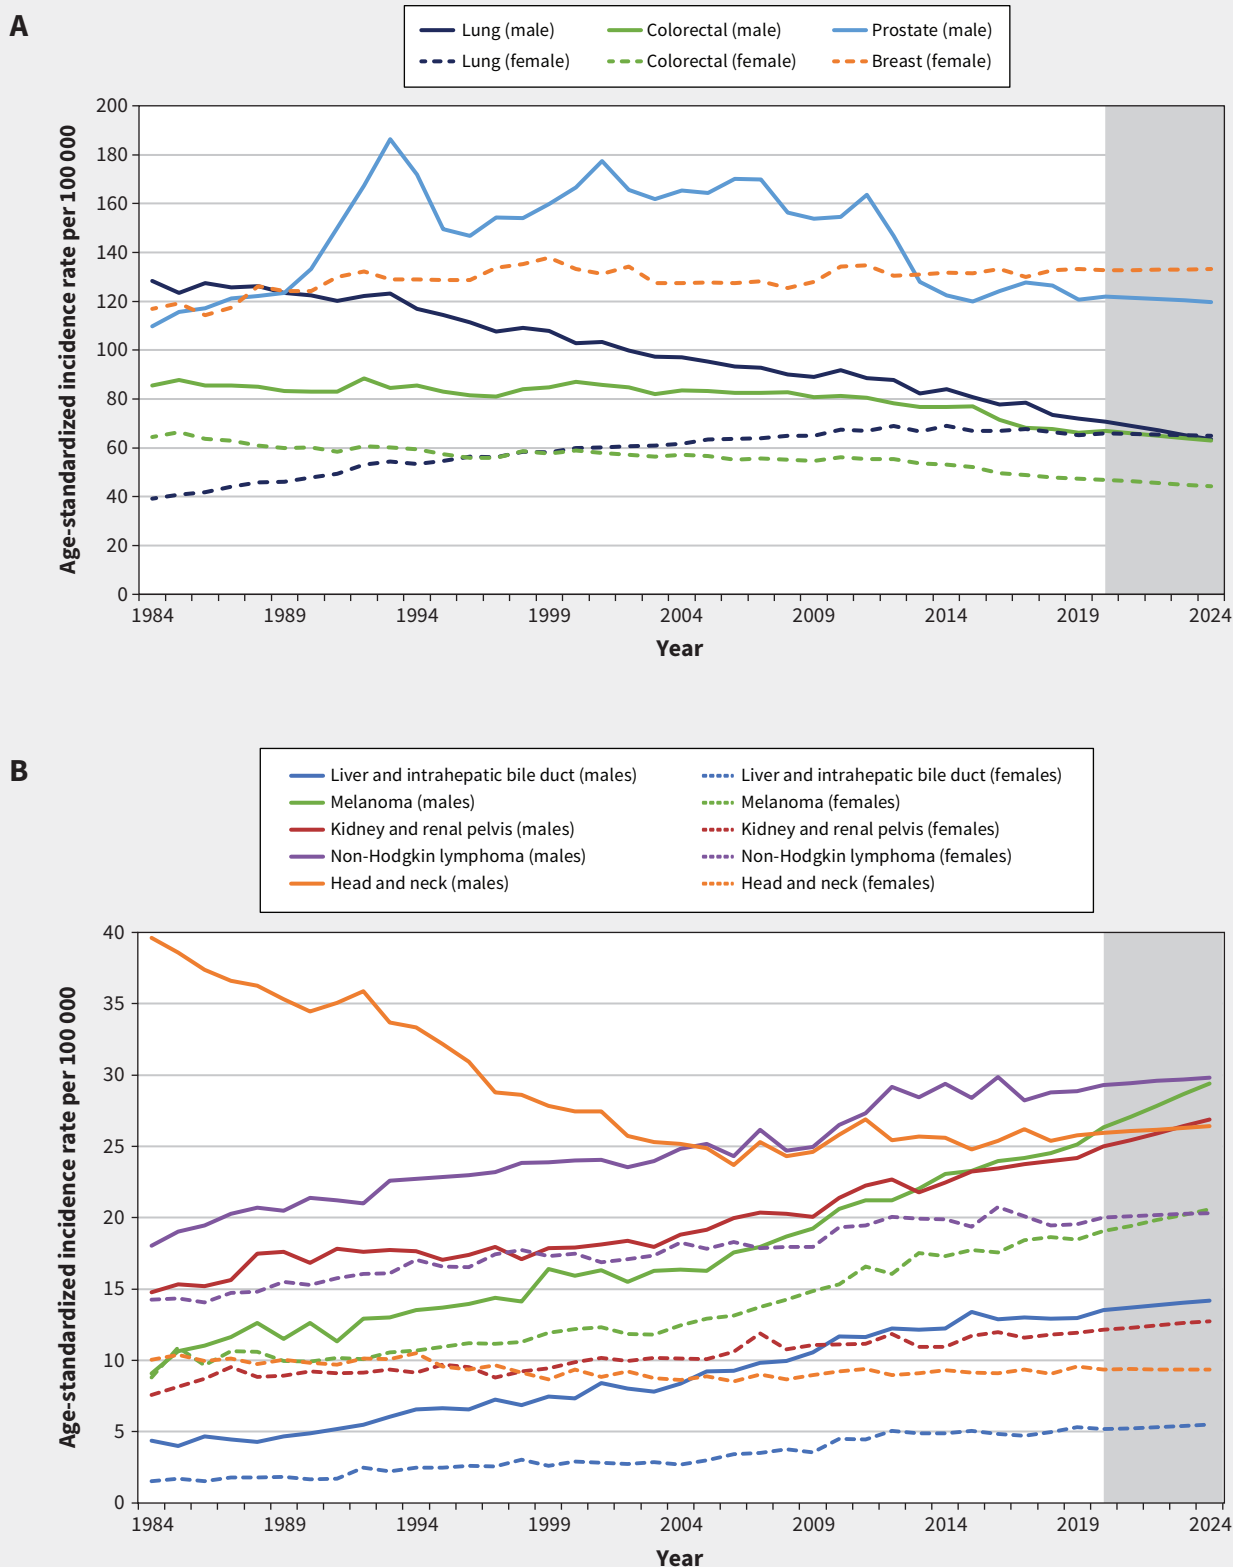 A
Lung (male) Colorectal (male) Prostate (male)
Lung (female) Colorectal (female) Breast (female)
Age-standardized incidence rate per 100 000
200
180
160
140
120
100
80
60
40
20
0
1984 1989 1994 1999 2004 2009 2014 2019 2024
Year
B
Liver and intrahepatic bile duct (males) Liver and intrahepatic bile duct (females)
Melanoma (males) Melanoma (females)
Kidney and renal pelvis (males) Kidney and renal pelvis (females)
Non-Hodgkin lymphoma (males) Non-Hodgkin lymphoma (females)
Head and neck (males) Head and neck (females)
Age-standardized incidence rate per 100 000
40
35
30
25
20
15
10
5
0
1984 1989 1994 1999 2004 2009 2014 2019 2024
Year